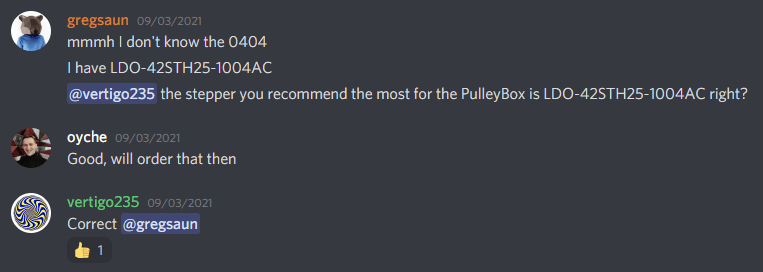 gregsaun 09/03/2021
mmmh I don't know the 0404
I have LDO-42STH25-1004AC
@vertigo235 the stepper you recommend the most for the PulleyBox is LDO-42STH25-1004AC right?
oyche 09/03/2021
Good, will order that then
vertigo235 09/03/2021
Correct @gregsaun
👍 1